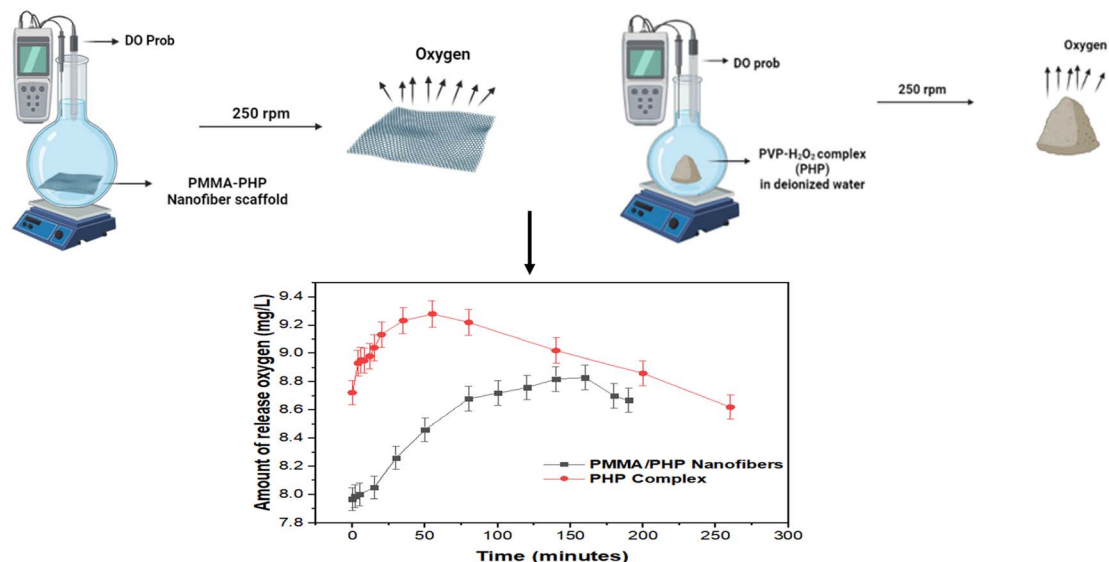 DO Prob
Oxygen
250 rpm
PMMA-PHP
Nanofiber scaffold
DO prob
250 rpm
Oxygen
PVP-H₂O₂ complex
(PHP)
in deionized water
Amount of release oxygen (mg/L)
9.4
9.2
9.0
8.8
8.6
8.4
8.2
8.0
7.8
PMMA/PHP Nanofibers
PHP Complex
0
50
100
150
200
250
300
Time (minutes)